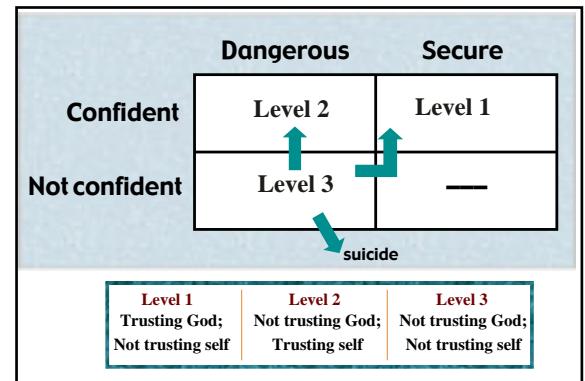 Dangerous Secure
Confident Level 2 Level 1
Not confident Level 3 —
suicide
Level 1 Level 2 Level 3
Trusting God; Not trusting God; Not trusting God;
Not trusting self Trusting self Not trusting self